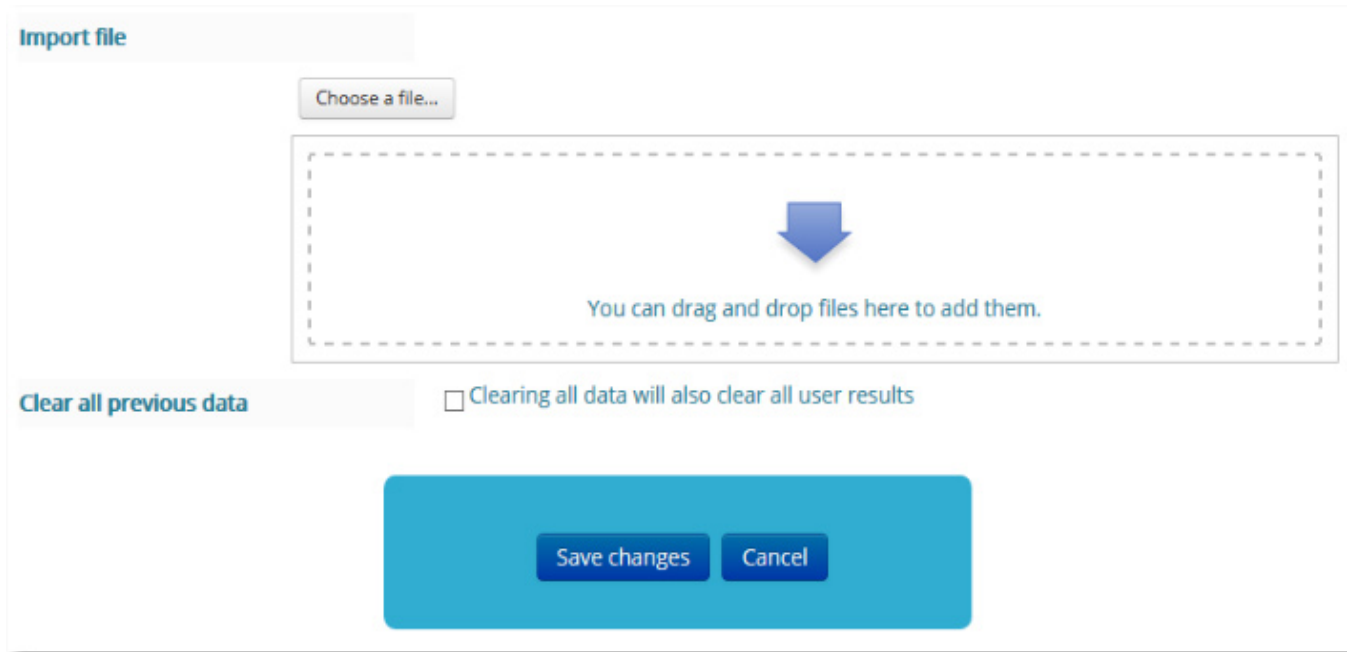 Import file
Choose a file...
You can drag and drop files here to add them.
Clear all previous data
Clearing all data will also clear all user results
Save changes
Cancel